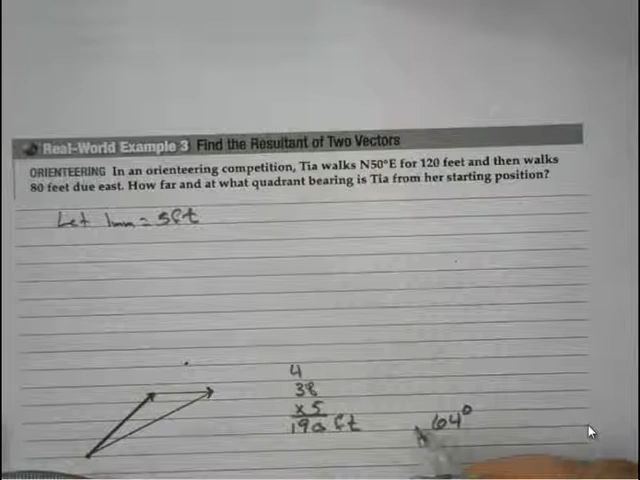 Real-World Example 3 Find the Resultant of Two Vectors
ORIENTEERING In an orienteering competition, Tia walks N50°E for 120 feet and then walks
80 feet due east. How far and at what quadrant bearing is Tia from her starting position?
Let 1mm = 5ft
4
38
x 5
190 ft
64°